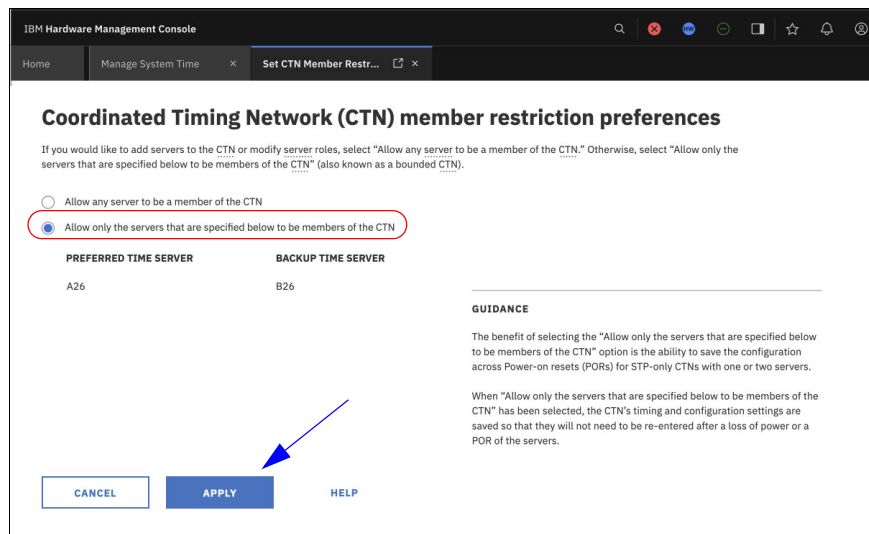 IBM Hardware Management Console
HW
Home
Manage System Time
Set CTN Member Restr...
Coordinated Timing Network (CTN) member restriction preferences
If you would like to add servers to the CTN or modify server roles, select “Allow any server to be a member of the CTN.” Otherwise, select “Allow only the
servers that are specified below to be members of the CTN” (also known as a bounded CTN).
Allow any server to be a member of the CTN
Allow only the servers that are specified below to be members of the CTN
PREFERRED TIME SERVER BACKUP TIME SERVER
A26 B26
GUIDANCE
The benefit of selecting the “Allow only the servers that are specified below
to be members of the CTN” option is the ability to save the configuration
across Power-on resets (PORs) for STP-only CTNs with one or two servers.
When “Allow only the servers that are specified below to be members of the
CTN” has been selected, the CTN’s timing and configuration settings are
saved so that they will not need to be re-entered after a loss of power or a
POR of the servers.
CANCEL APPLY HELP